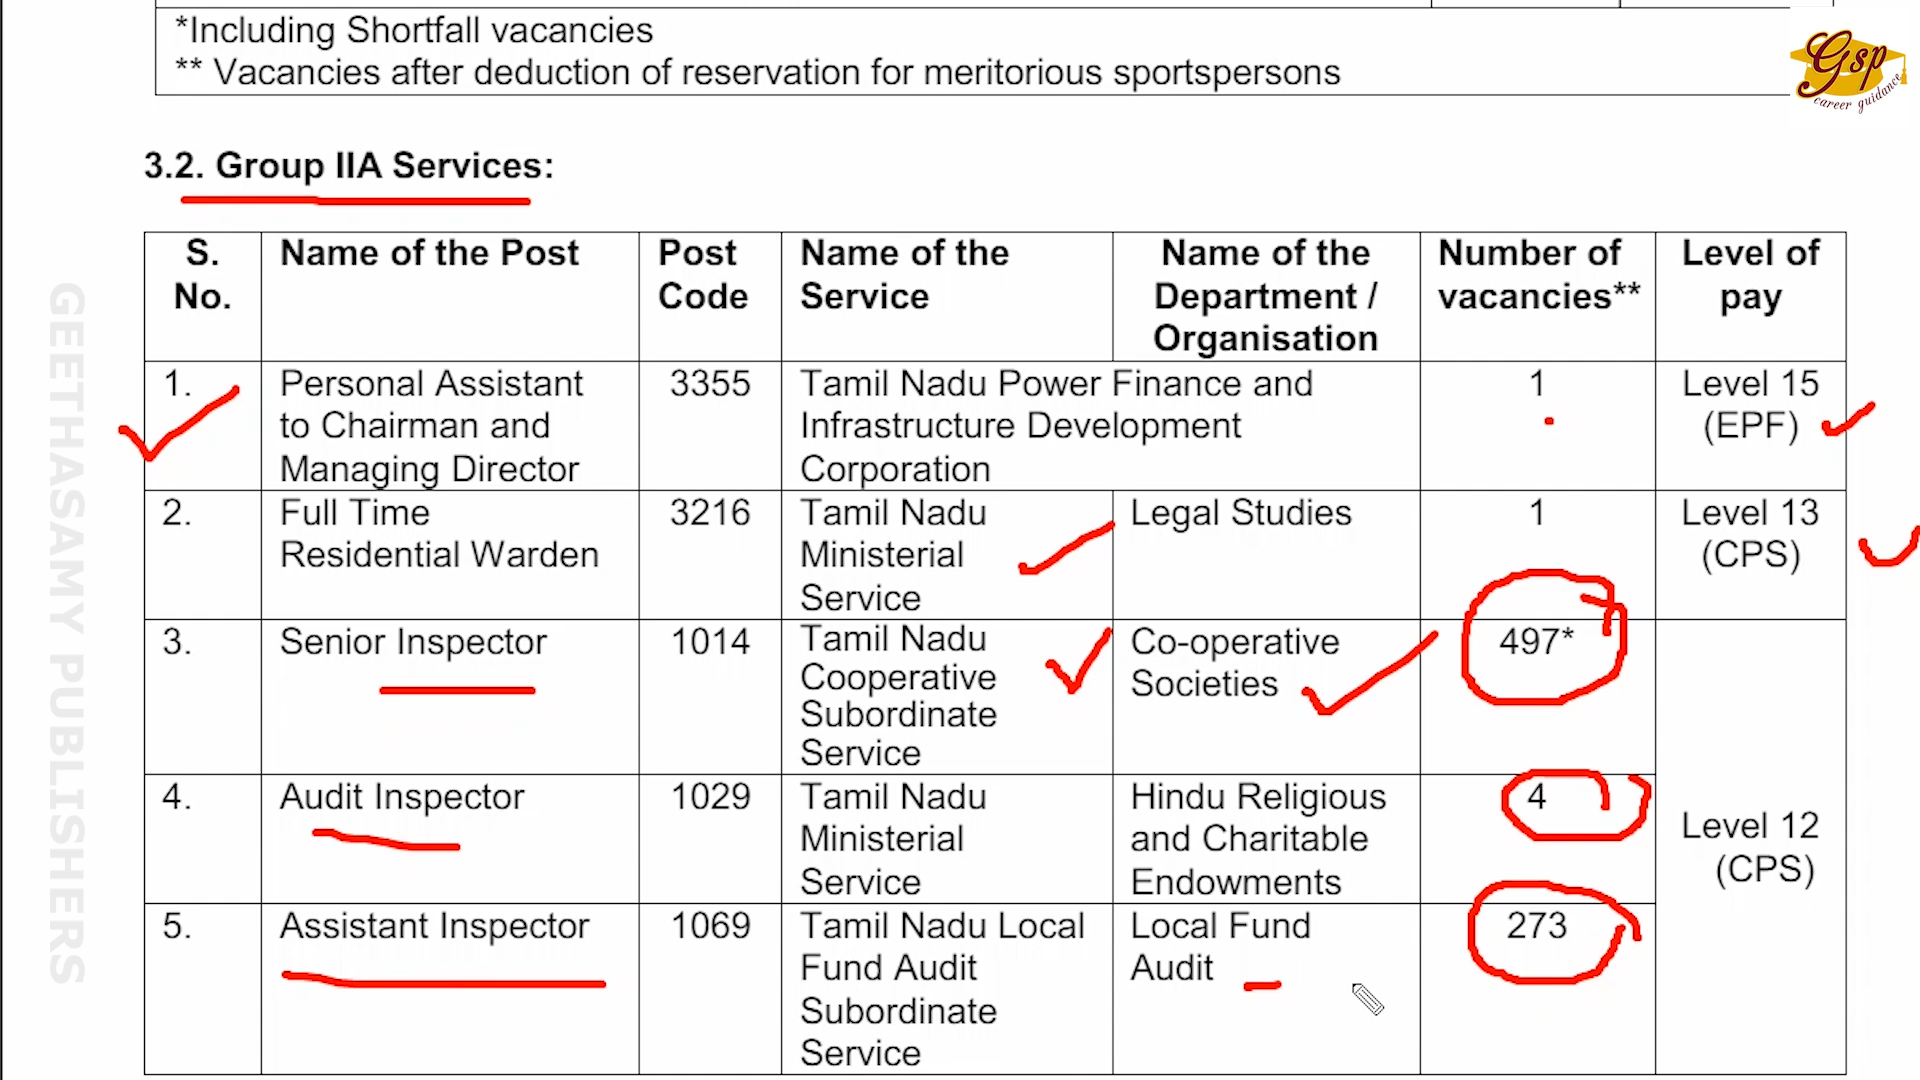 *Including Shortfall vacancies
** Vacancies after deduction of reservation for meritorious sportspersons
Gsp
career guidance
3.2. Group IIA Services:
S. No.
Name of the Post
Post Code
Name of the Service
Name of the Department / Organisation
Number of vacancies**
Level of pay
1.
Personal Assistant
to Chairman and
Managing Director
3355
Tamil Nadu Power Finance and
Infrastructure Development
Corporation
1
Level 15
(EPF)
2.
Full Time
Residential Warden
3216
Tamil Nadu
Ministerial
Service
Legal Studies
1
Level 13
(CPS)
3.
Senior Inspector
1014
Tamil Nadu
Cooperative
Subordinate
Service
Co-operative
Societies
497*
4.
Audit Inspector
1029
Tamil Nadu
Ministerial
Service
Hindu Religious
and Charitable
Endowments
4
Level 12
(CPS)
5.
Assistant Inspector
1069
Tamil Nadu Local
Fund Audit
Subordinate
Service
Local Fund
Audit
273
GEETHASAMY PUBLISHERS